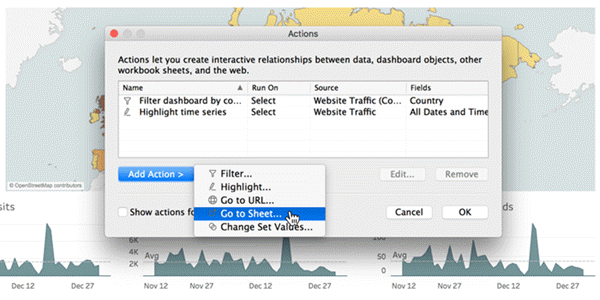 Actions
Actions let you create interactive relationships between data, dashboard objects, other
workbook sheets, and the web.
Name Run On Source Fields
Filter dashboard by co... Select Website Traffic (Co... Country
Highlight time series Select Website Traffic All Dates and Time
Add Action >
Edit...
Remove
Filter...
Highlight...
Go to URL...
Go to Sheet...
Change Set Values...
Show actions fo
Cancel
OK
© OpenStreetMap contributors
sits
ds
6K
4K
2K
0K
Avg
Avg
100
50
0
Dec 12 Dec 27 Nov 12 Nov 27 Dec 12 Dec 27 Nov 12 Nov 27 Dec 12 Dec 27